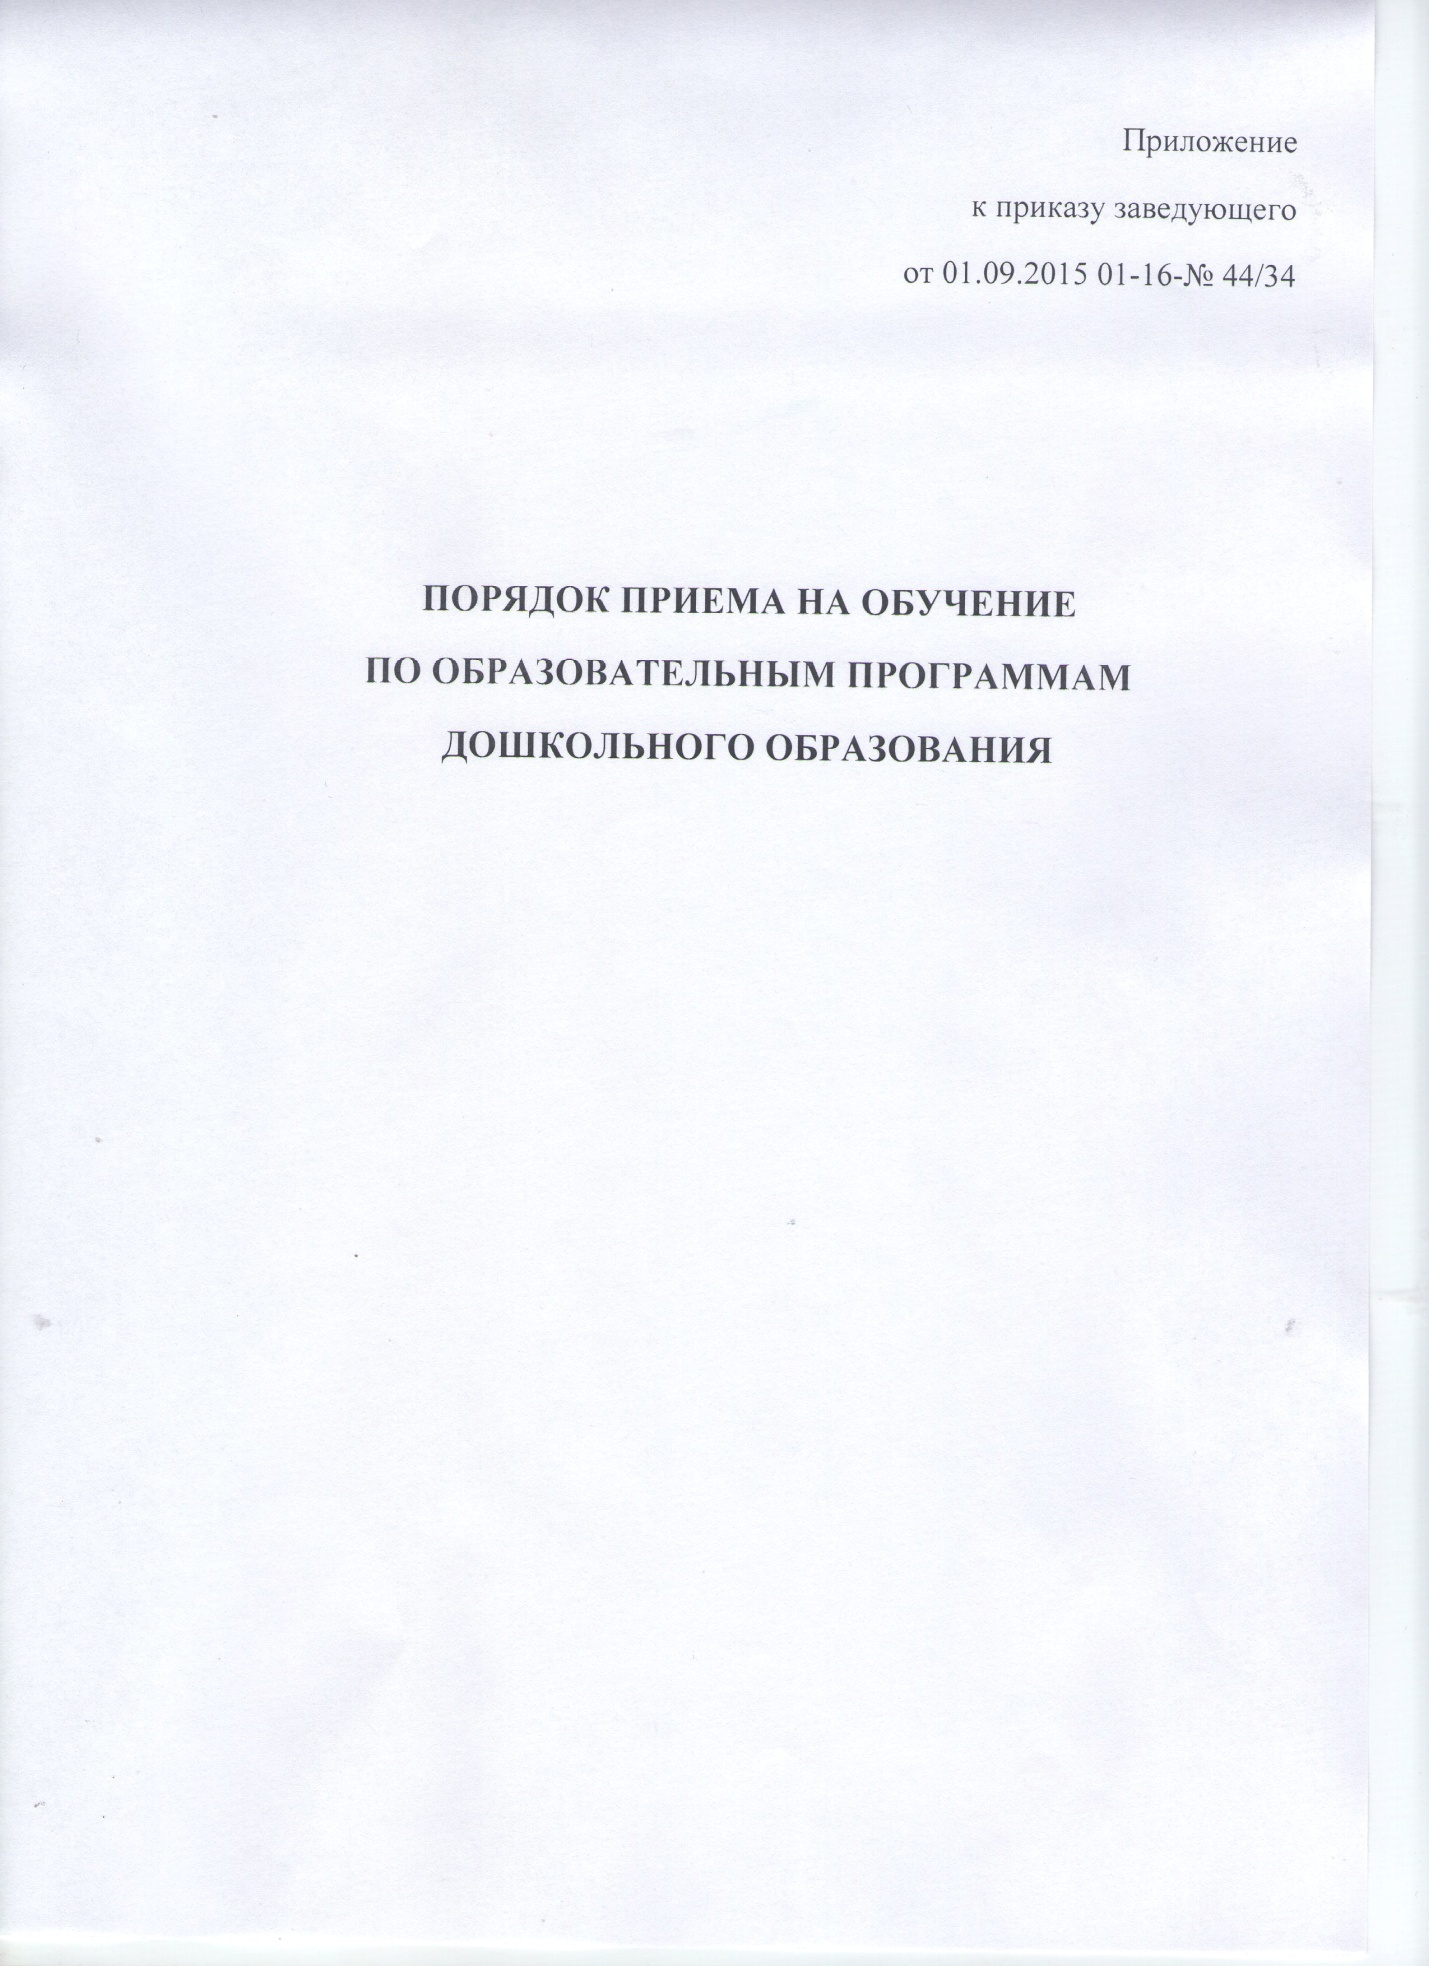 Приложение
к приказу заведующего
от 01.09.2015 01-16-№ 44/34
ПОРЯДОК ПРИЕМА НА ОБУЧЕНИЕ
ПО ОБРАЗОВАТЕЛЬНЫМ ПРОГРАММАМ
ДОШКОЛЬНОГО ОБРАЗОВАНИЯ